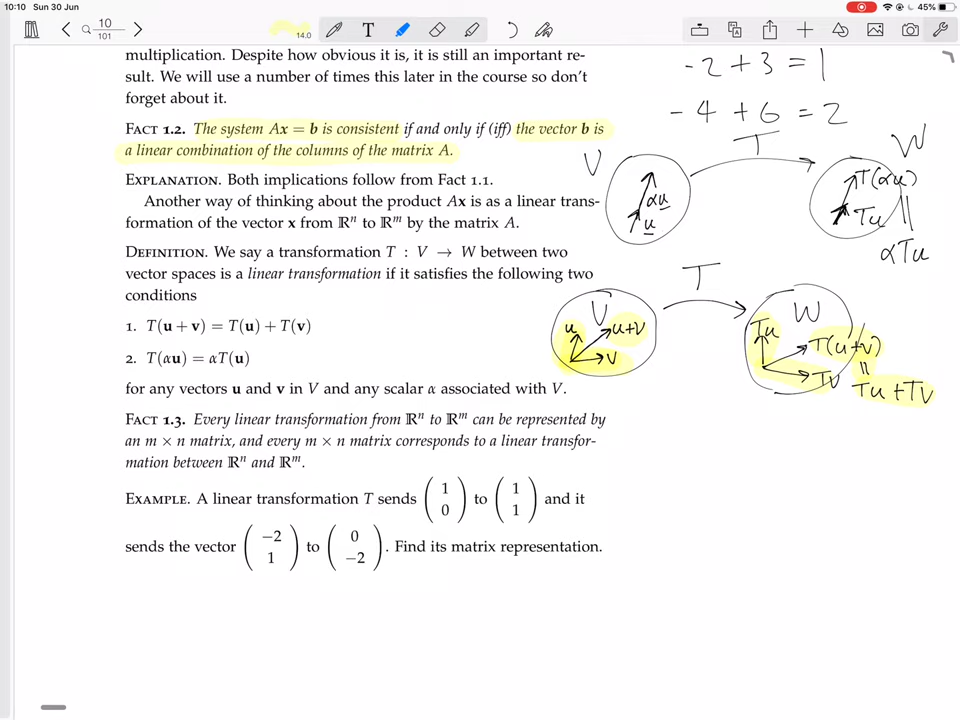 10:10 Sun 30 Jun
45%
10
101
14.0
T
multiplication. Despite how obvious it is, it is still an important re-
sult. We will use a number of times this later in the course so don't
forget about it.
FACT 1.2. The system Ax = b is consistent if and only if (iff) the vector b is
a linear combination of the columns of the matrix A.
EXPLANATION. Both implications follow from Fact 1.1.
Another way of thinking about the product Ax is as a linear trans-
formation of the vector x from ℝⁿ to ℝᵐ by the matrix A.
DEFINITION. We say a transformation T : V → W between two
vector spaces is a linear transformation if it satisfies the following two
conditions
1. T(u + v) = T(u) + T(v)
2. T(αu) = αT(u)
for any vectors u and v in V and any scalar α associated with V.
FACT 1.3. Every linear transformation from ℝⁿ to ℝᵐ can be represented by
an m × n matrix, and every m × n matrix corresponds to a linear transfor-
mation between ℝⁿ and ℝᵐ.
EXAMPLE. A linear transformation T sends (1 0) to (1 1) and it
sends the vector (−2 1) to (0 −2). Find its matrix representation.
-2 + 3 = 1
-4 + 6 = 2
T
V
W
αu
u
T(αu)
Tu
||
αTu
T
V
W
u
u+v
v
Tu
T(u+v)
||
Tv
Tu + Tv